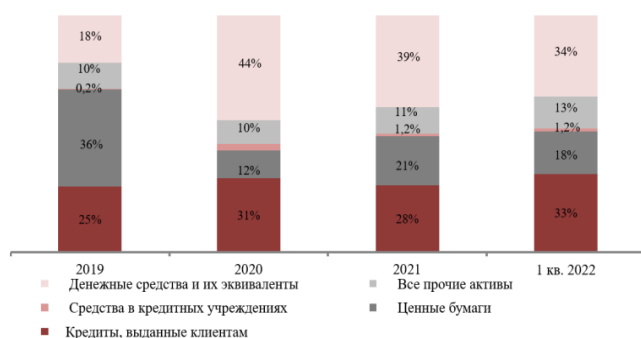 18% 44% 39% 34%
10% 10% 11% 13%
0,2% 1,2% 1,2%
36% 12% 21% 18%
25% 31% 28% 33%
2019 2020 2021 1 кв. 2022
Денежные средства и их эквиваленты Все прочие активы
Средства в кредитных учреждениях Ценные бумаги
Кредиты, выданные клиентам